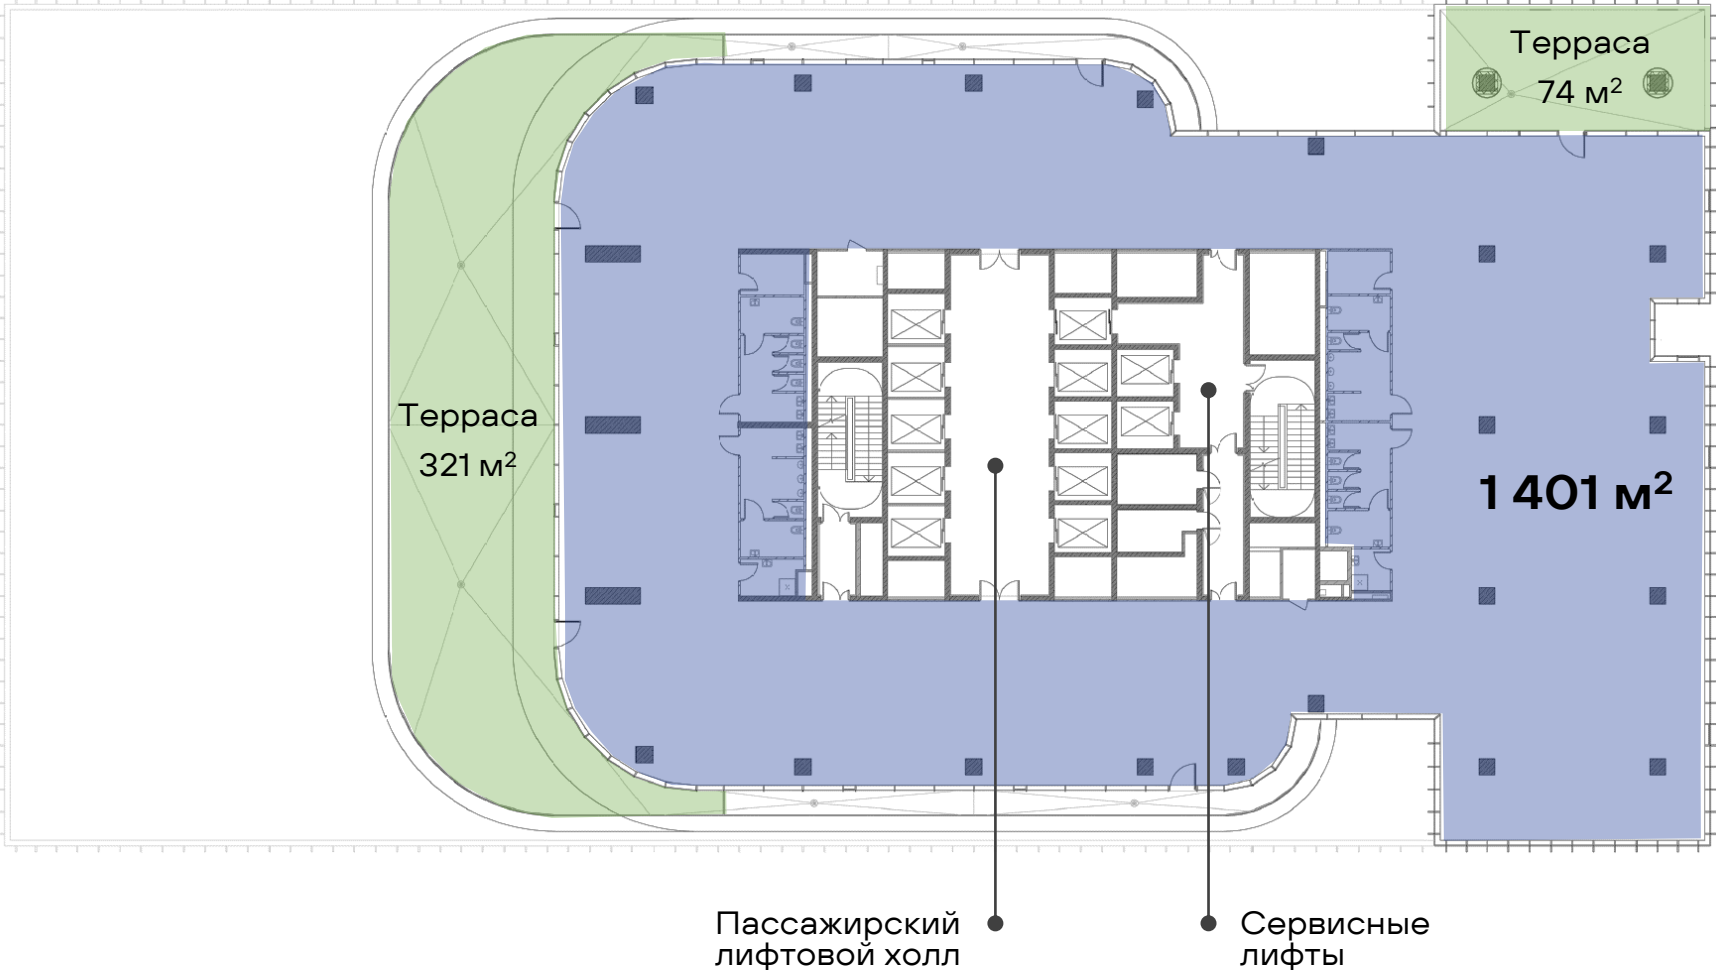 Терраса
74 м²
Терраса
321 м²
1 401 м²
Пассажирский
лифтовой холл
Сервисные
лифты